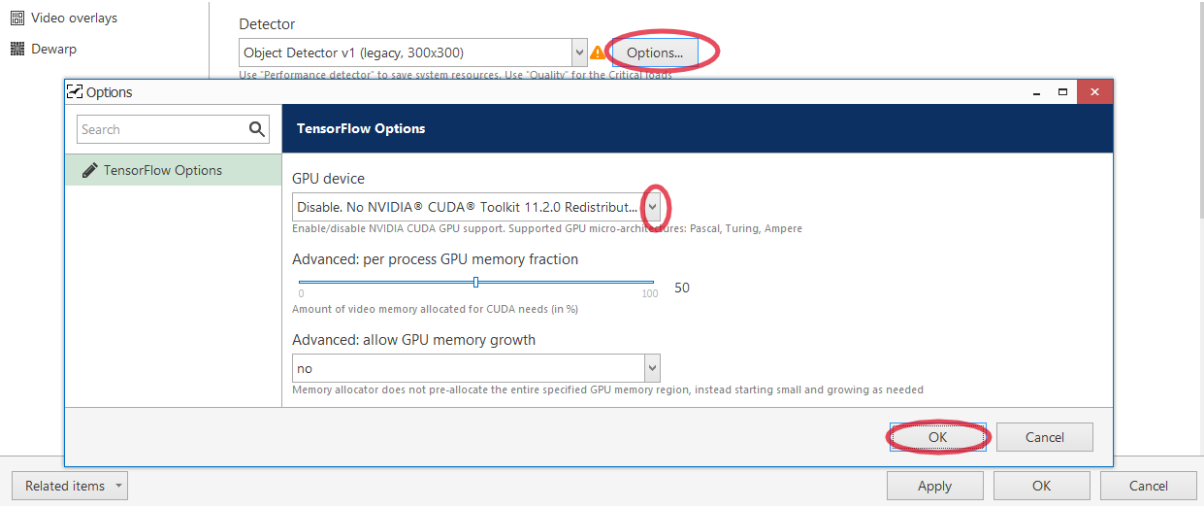 Video overlays
Dewarp
Detector
Object Detector v1 (legacy, 300x300)
Options...
Use "Performance detector" to save system resources. Use "Quality" for the Critical loads
Options
Search
TensorFlow Options
TensorFlow Options
GPU device
Disable. No NVIDIA® CUDA® Toolkit 11.2.0 Redistribut...
Enable/disable NVIDIA CUDA GPU support. Supported GPU micro-architectures: Pascal, Turing, Ampere
Advanced: per process GPU memory fraction
0
100
50
Amount of video memory allocated for CUDA needs (in %)
Advanced: allow GPU memory growth
no
Memory allocator does not pre-allocate the entire specified GPU memory region, instead starting small and growing as needed
OK
Cancel
Related items
Apply
OK
Cancel